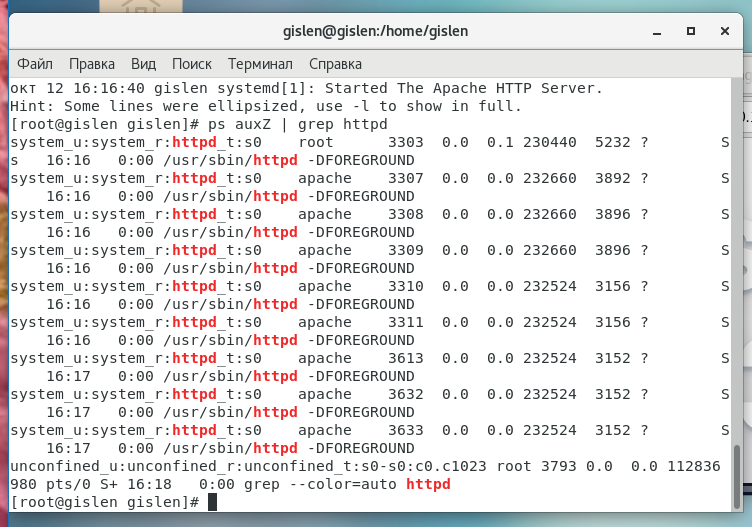 gislen@gislen:/home/gislen
Файл Правка Вид Поиск Терминал Справка
окт 12 16:16:40 gislen systemd[1]: Started The Apache HTTP Server.
Hint: Some lines were ellipsized, use -l to show in full.
[root@gislen gislen]# ps auxZ | grep httpd
system_u:system_r:httpd_t:s0    root      3303  0.0  0.1 230440  5232 ?        S
s   16:16   0:00 /usr/sbin/httpd -DFOREGROUND
system_u:system_r:httpd_t:s0    apache    3307  0.0  0.0 232660  3892 ?        S
    16:16   0:00 /usr/sbin/httpd -DFOREGROUND
system_u:system_r:httpd_t:s0    apache    3308  0.0  0.0 232660  3896 ?        S
    16:16   0:00 /usr/sbin/httpd -DFOREGROUND
system_u:system_r:httpd_t:s0    apache    3309  0.0  0.0 232660  3896 ?        S
    16:16   0:00 /usr/sbin/httpd -DFOREGROUND
system_u:system_r:httpd_t:s0    apache    3310  0.0  0.0 232524  3156 ?        S
    16:16   0:00 /usr/sbin/httpd -DFOREGROUND
system_u:system_r:httpd_t:s0    apache    3311  0.0  0.0 232524  3156 ?        S
    16:16   0:00 /usr/sbin/httpd -DFOREGROUND
system_u:system_r:httpd_t:s0    apache    3613  0.0  0.0 232524  3152 ?        S
    16:17   0:00 /usr/sbin/httpd -DFOREGROUND
system_u:system_r:httpd_t:s0    apache    3632  0.0  0.0 232524  3152 ?        S
    16:17   0:00 /usr/sbin/httpd -DFOREGROUND
system_u:system_r:httpd_t:s0    apache    3633  0.0  0.0 232524  3152 ?        S
    16:17   0:00 /usr/sbin/httpd -DFOREGROUND
unconfined_u:unconfined_r:unconfined_t:s0-s0:c0.c1023 root 3793 0.0  0.0 112836
980 pts/0 S+ 16:18   0:00 grep --color=auto httpd
[root@gislen gislen]#